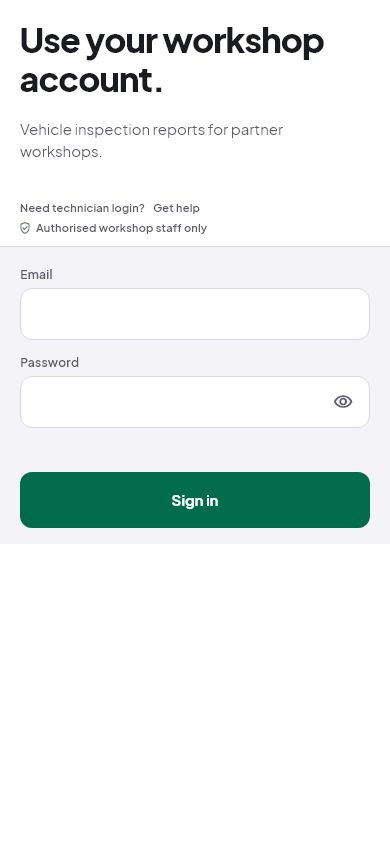 Use your workshop
account.
Vehicle inspection reports for partner
workshops.
Need technician login? Get help
Authorised workshop staff only
Email
Password
Sign in